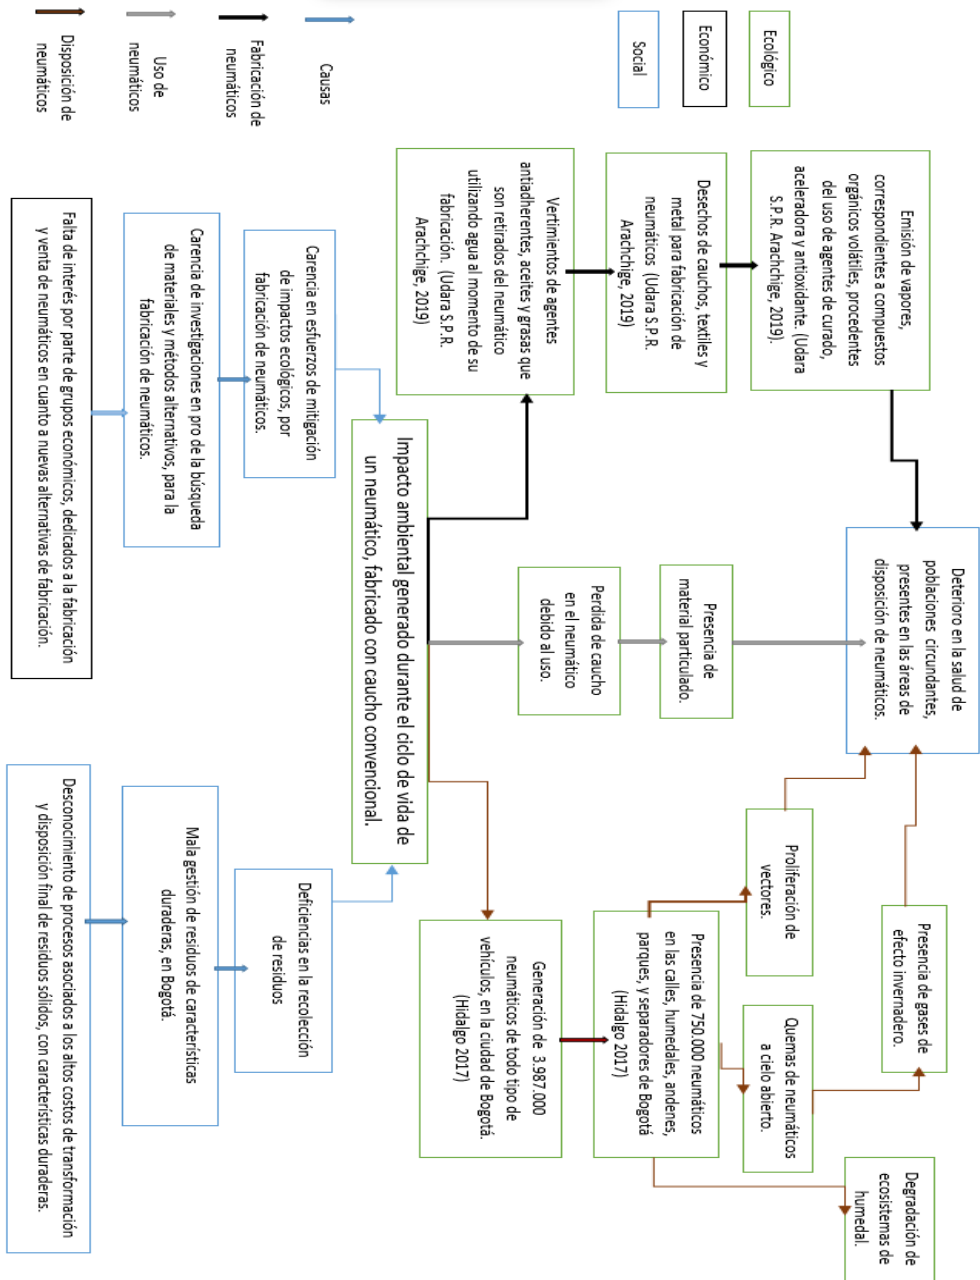 Ecológico
Económico
Social
Causas
Fabricación de
neumáticos
Uso de
neumáticos
Disposición de
neumáticos
Emisión de vapores,
correspondientes a compuestos
orgánicos volátiles, procedentes
del uso de agentes de curado,
aceleradora y antioxidante. (Udara
S.P.R. Arachchige, 2019).
Desechos de cauchos, textiles y
metal para fabricación de
neumáticos (Udara S.P.R.
Arachchige, 2019)
Vertimientos de agentes
antiadherentes, aceites y grasas que
son retirados del neumático
utilizando agua al momento de su
fabricación. (Udara S.P.R.
Arachchige, 2019)
Deterioro en la salud de
poblaciones circundantes,
presentes en las áreas de
disposición de neumáticos.
Presencia de
material particulado.
Perdida de caucho
en el neumático
debido al uso.
Presencia de gases de
efecto invernadero.
Proliferación de
vectores.
Quemas de neumáticos
a cielo abierto.
Degradación de
ecosistemas de
humedal.
Presencia de 750.000 neumáticos
en las calles, humedales, andenes,
parques, y separadores de Bogotá
(Hidalgo 2017)
Generación de 3.987.000
neumáticos de todo tipo de
vehículos, en la ciudad de Bogotá.
(Hidalgo 2017)
Impacto ambiental generado durante el ciclo de vida de
un neumático, fabricado con caucho convencional.
Carencia en esfuerzos de mitigación
de impactos ecológicos, por
fabricación de neumáticos.
Carencia de investigaciones en pro de la búsqueda
de materiales y métodos alternativos, para la
fabricación de neumáticos.
Falta de interés por parte de grupos económicos, dedicados a la fabricación
y venta de neumáticos en cuanto a nuevas alternativas de fabricación.
Deficiencias en la recolección
de residuos
Mala gestión de residuos de características
duraderas, en Bogotá.
Desconocimiento de procesos asociados a los altos costos de transformación
y disposición final de residuos sólidos, con características duraderas.